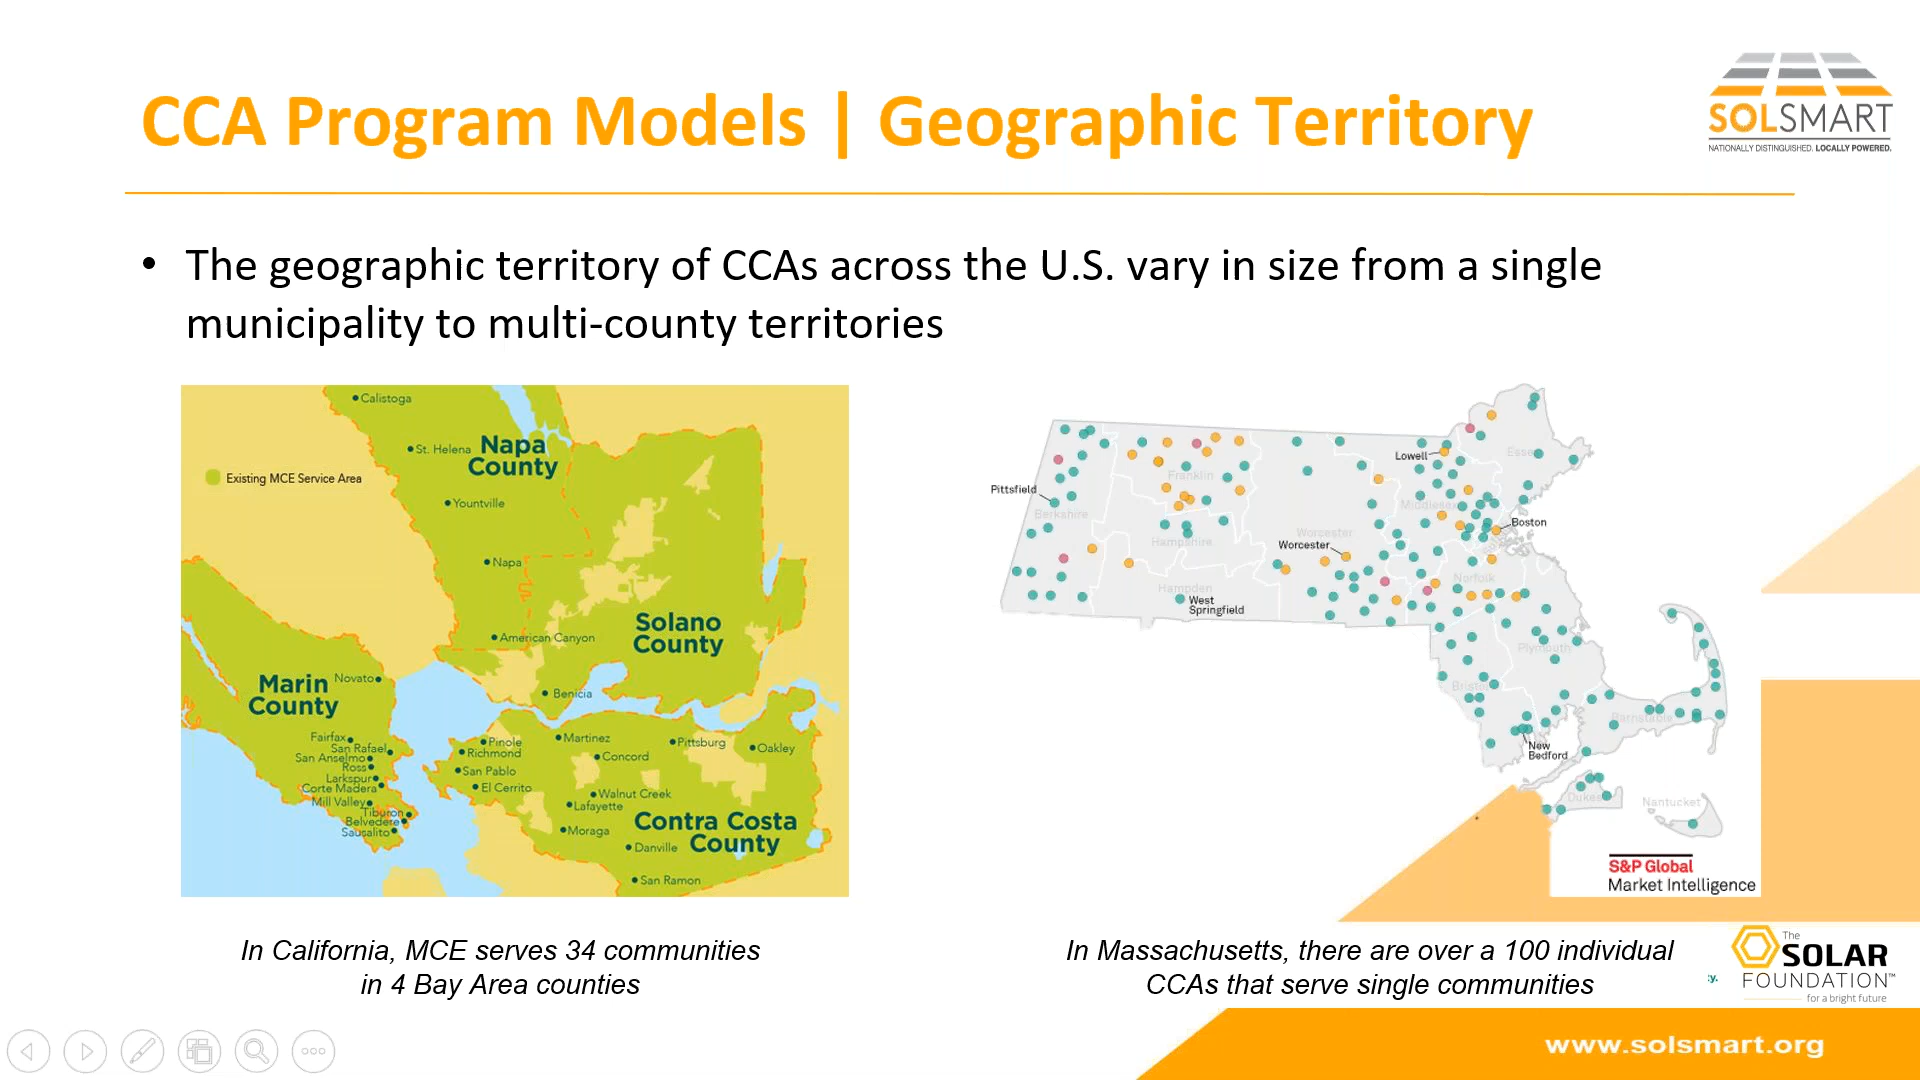 CCA Program Models | Geographic Territory
SOLSMART
NATIONALLY DISTINGUISHED. LOCALLY POWERED.
• The geographic territory of CCAs across the U.S. vary in size from a single
municipality to multi-county territories
Existing MCE Service Area
Calistoga
St. Helena
Napa
County
Yountville
Napa
American Canyon
Solano
County
Benicia
Marin
County
Novato
Fairfax
San Rafael
San Anselmo
Ross
Larkspur
Corte Madera
Mill Valley
Tiburon
Belvedere
Sausalito
Pinole
Richmond
San Pablo
El Cerrito
Martinez
Concord
Pittsburg
Oakley
Walnut Creek
Lafayette
Moraga
Contra Costa
County
Danville
San Ramon
Pittsfield
Berkshire
Franklin
Hampshire
Hampden
West
Springfield
Worcester
Worcester
Lowell
Essex
Middlesex
Boston
Norfolk
Plymouth
Bristol
New
Bedford
Barnstable
Dukes
Nantucket
S&P Global
Market Intelligence
In California, MCE serves 34 communities
in 4 Bay Area counties
In Massachusetts, there are over a 100 individual
CCAs that serve single communities
y.
The
SOLAR
FOUNDATION™
for a bright future
www.solsmart.org